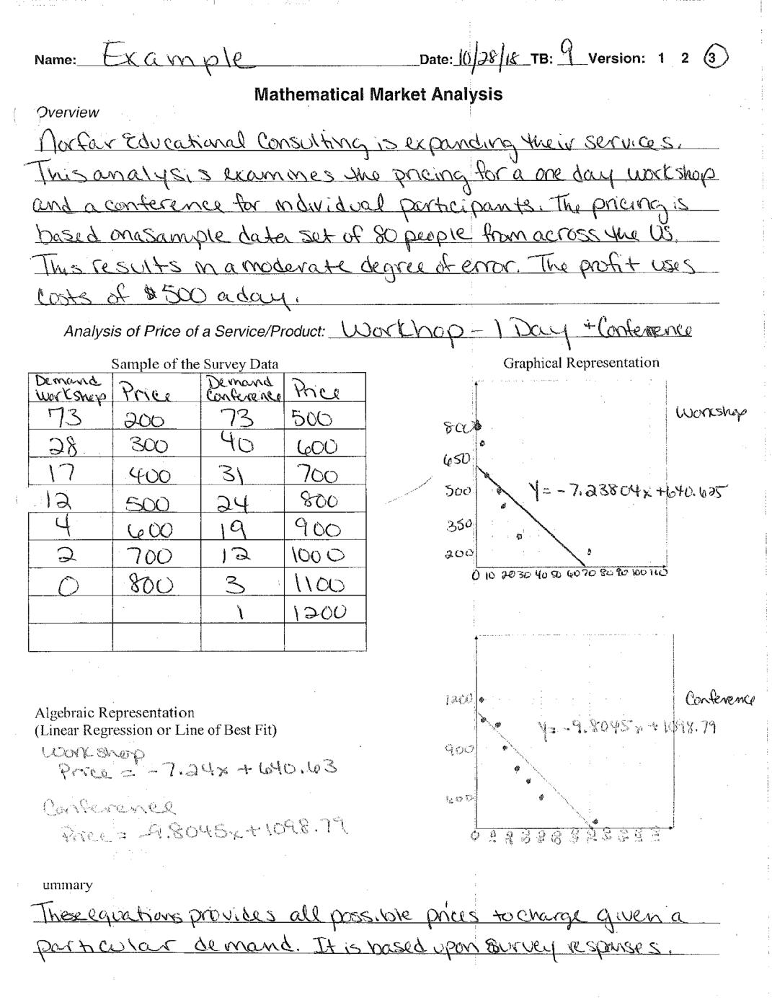 Name: Example Date: 10/28/18 TB: 9 Version: 1 2 3
Mathematical Market Analysis
Overview
Norfair Educational Consulting is expanding their services.
This analysis examines the pricing for a one day workshop
and a conference for individual participants. The pricing is
based on a sample data set of 80 people from across the US.
This results in a moderate degree of error. The profit uses
costs of $500 a day.
Analysis of Price of a Service/Product: Workhop - 1 Day + Conference
Sample of the Survey Data
Demand Workshop Price Demand Conference Price
73 200 73 500
28 300 40 600
17 400 31 700
12 500 24 800
4 600 19 900
2 700 12 1000
0 800 3 1100
1 1200
Graphical Representation
Workshop
800
650
500
350
200
y = -7.23804x + 640.625
0 10 20 30 40 50 60 70 80 90 100 110
Conference
1200
900
600
y = -9.8045x + 1098.79
0
Algebraic Representation
(Linear Regression or Line of Best Fit)
Workshop
Price = -7.24x + 640.63
Conference
Price = -9.8045x + 1098.79
ummary
These equations provides all possible prices to charge given a
particular demand. It is based upon survey responses.